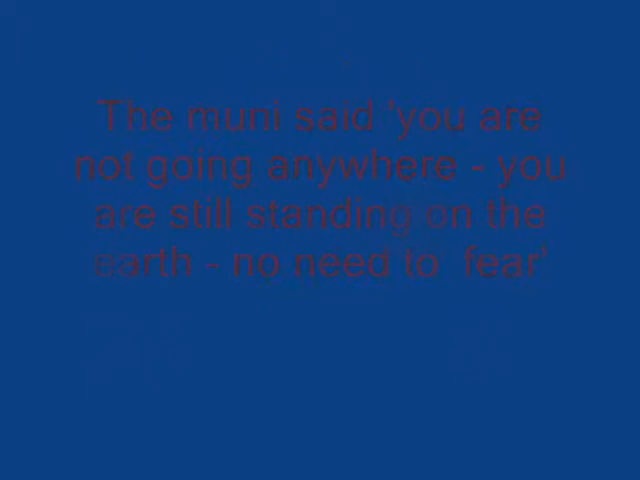 The muni said 'you are
not going anywhere - you
are still standing on the
earth - no need to  fear'